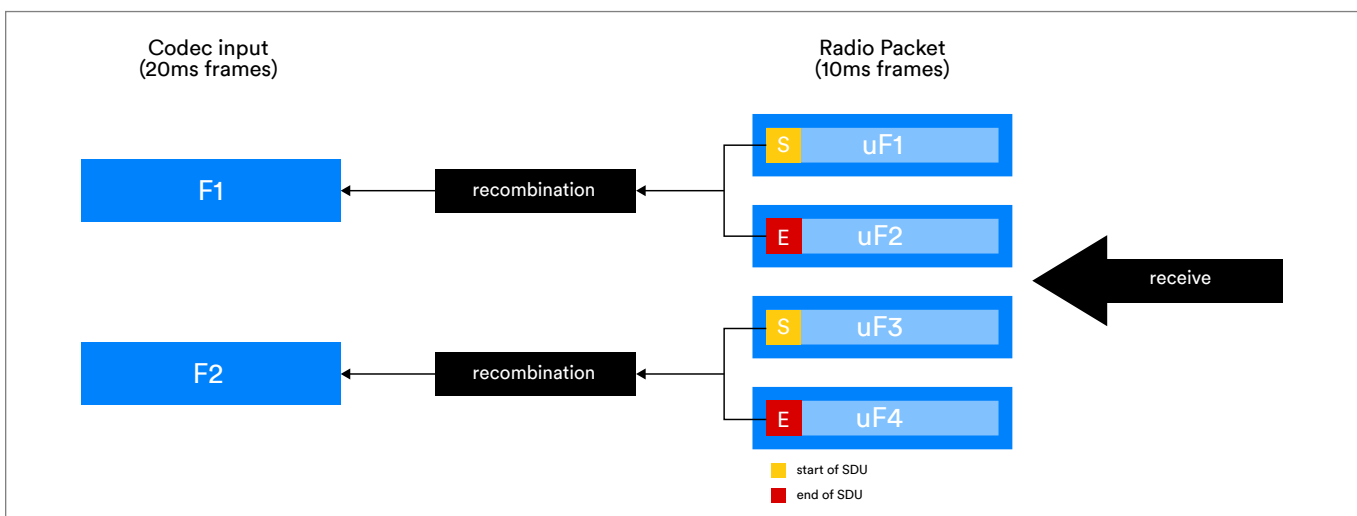 Codec input
(20ms frames)
Radio Packet
(10ms frames)
S
uF1
F1
recombination
E
uF2
receive
S
uF3
F2
recombination
E
uF4
start of SDU
end of SDU